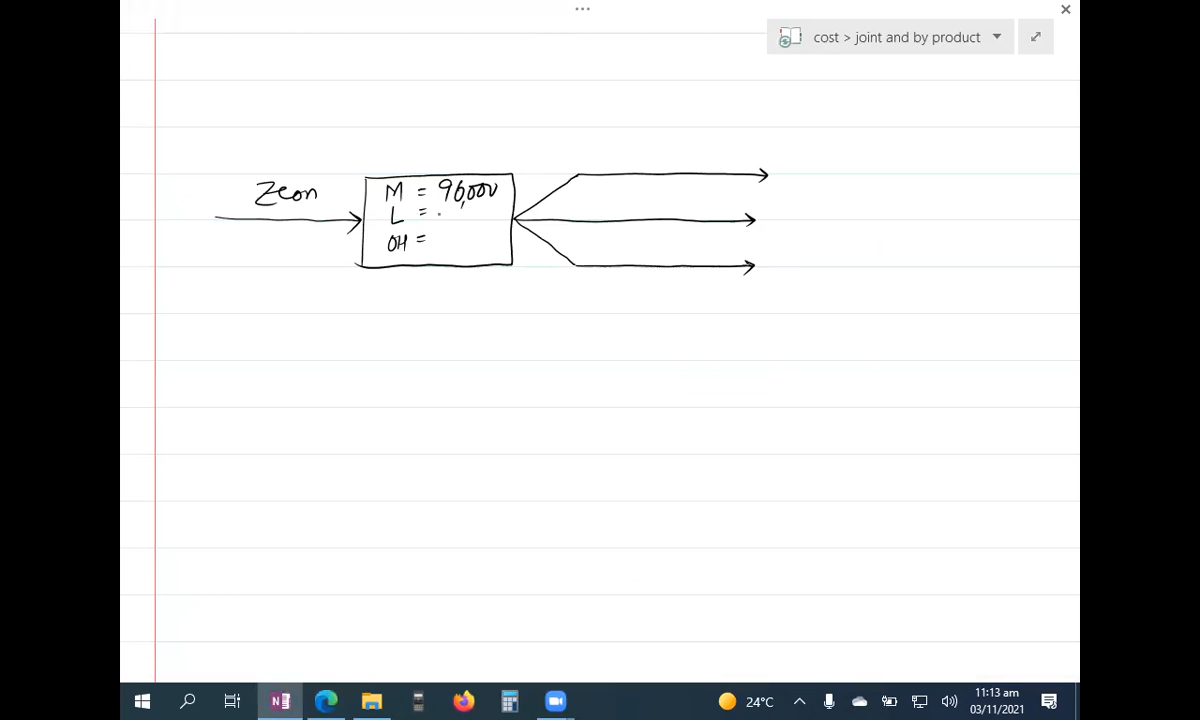 cost > joint and by product
Zeon
M = 96,000
L =
OH =
24°C
11:13 am
03/11/2021